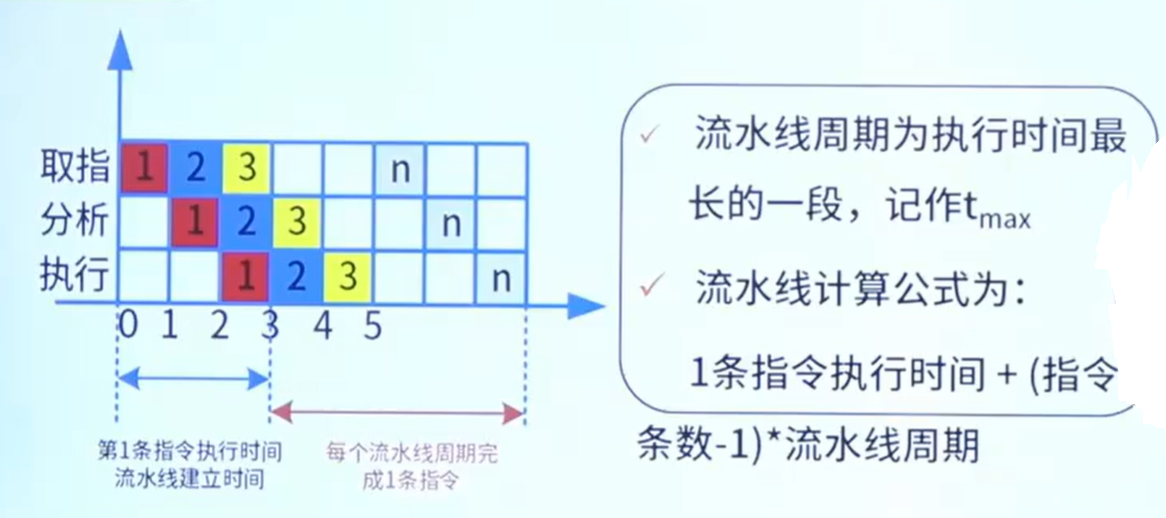 取指 1 2 3 n
分析 1 2 3 n
执行 1 2 3 n
0 1 2 3 4 5
第1条指令执行时间
流水线建立时间
每个流水线周期完
成1条指令
✓ 流水线周期为执行时间最
长的一段，记作tmax
✓ 流水线计算公式为：
1条指令执行时间 + (指令
条数-1)*流水线周期